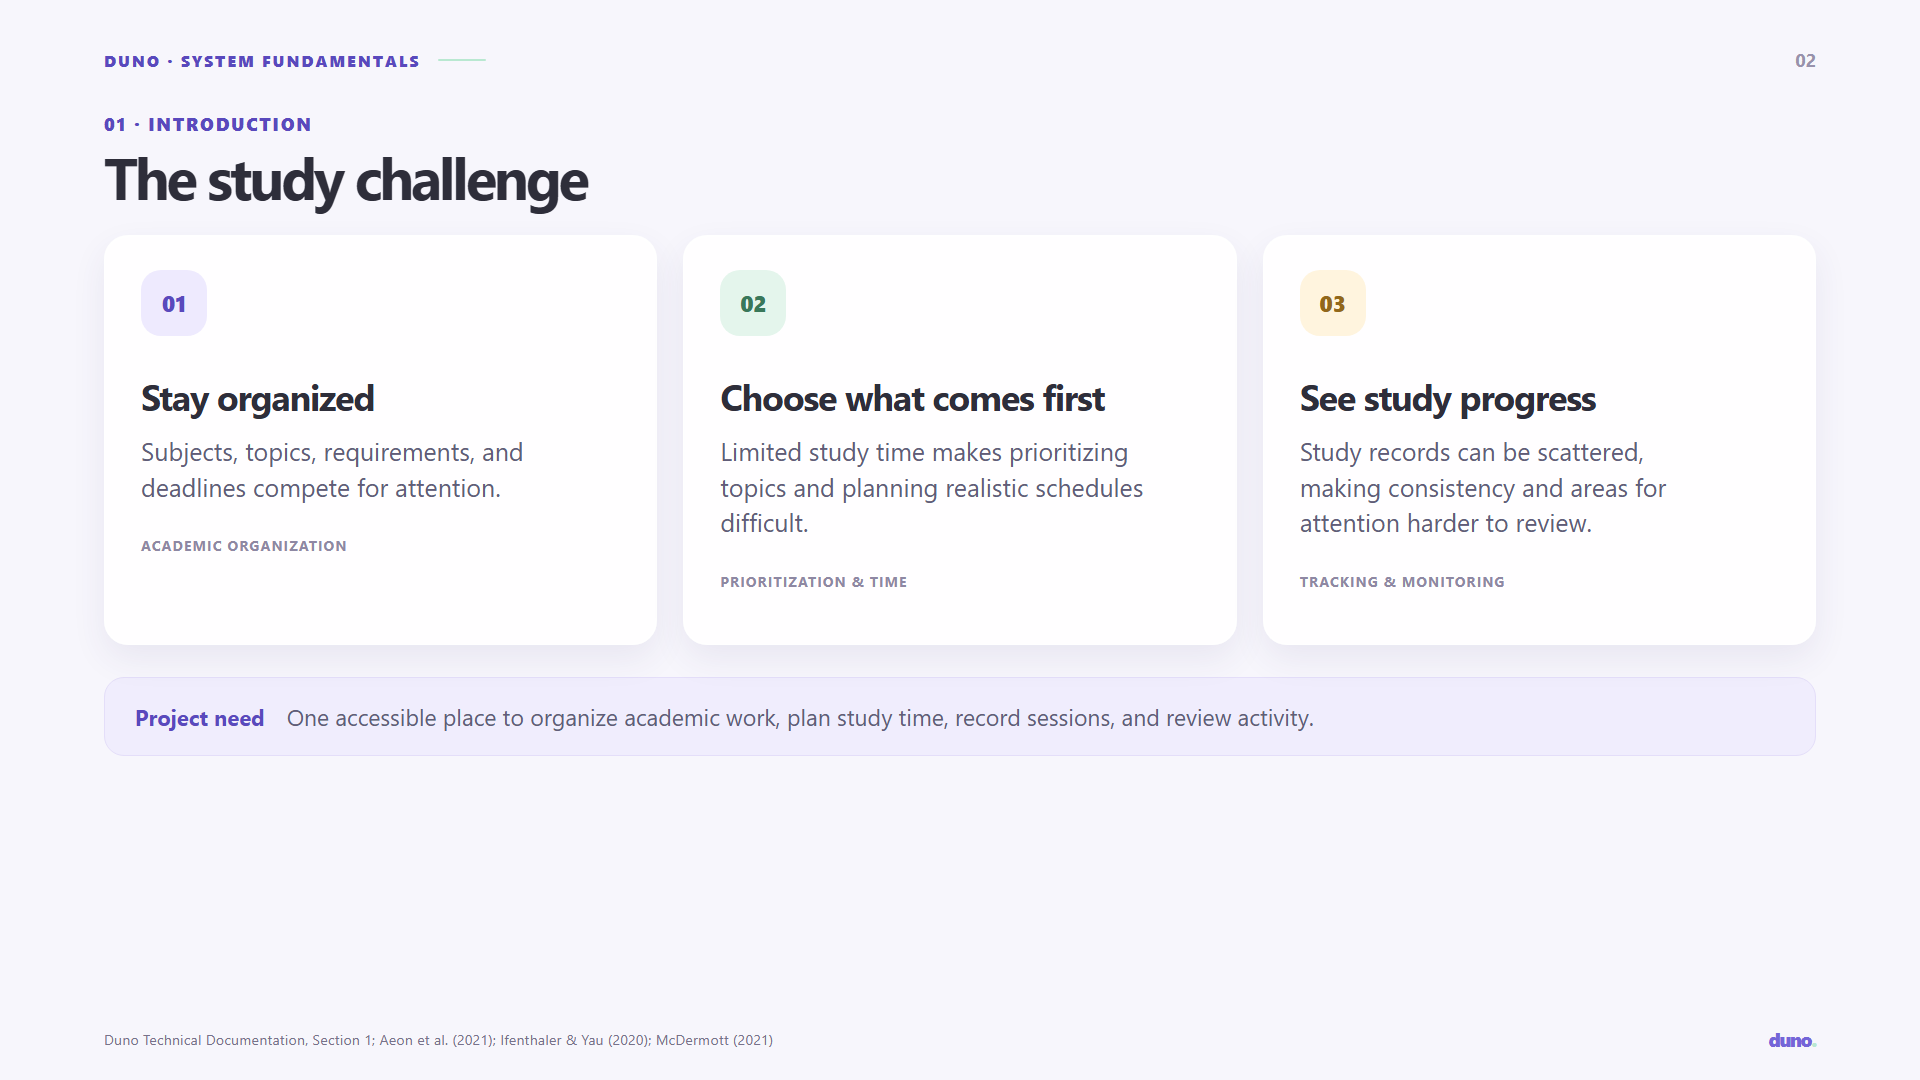 DUNO · SYSTEM FUNDAMENTALS
02
01 · INTRODUCTION
The study challenge
01
Stay organized
Subjects, topics, requirements, and
deadlines compete for attention.
ACADEMIC ORGANIZATION
02
Choose what comes first
Limited study time makes prioritizing
topics and planning realistic schedules
difficult.
PRIORITIZATION & TIME
03
See study progress
Study records can be scattered,
making consistency and areas for
attention harder to review.
TRACKING & MONITORING
Project need One accessible place to organize academic work, plan study time, record sessions, and review activity.
Duno Technical Documentation, Section 1; Aeon et al. (2021); Ifenthaler & Yau (2020); McDermott (2021)
duno.